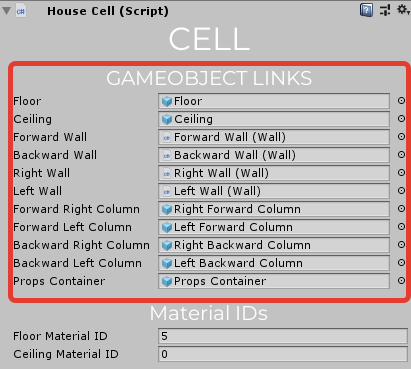 House Cell (Script)
CELL
GAMEOBJECT LINKS
Floor Floor
Ceiling Ceiling
Forward Wall Forward Wall (Wall)
Backward Wall Backward Wall (Wall)
Right Wall Right Wall (Wall)
Left Wall Left Wall (Wall)
Forward Right Column Right Forward Column
Forward Left Column Left Forward Column
Backward Right Column Right Backward Column
Backward Left Column Left Backward Column
Props Container Props Container
Material IDs
Floor Material ID 5
Ceiling Material ID 0